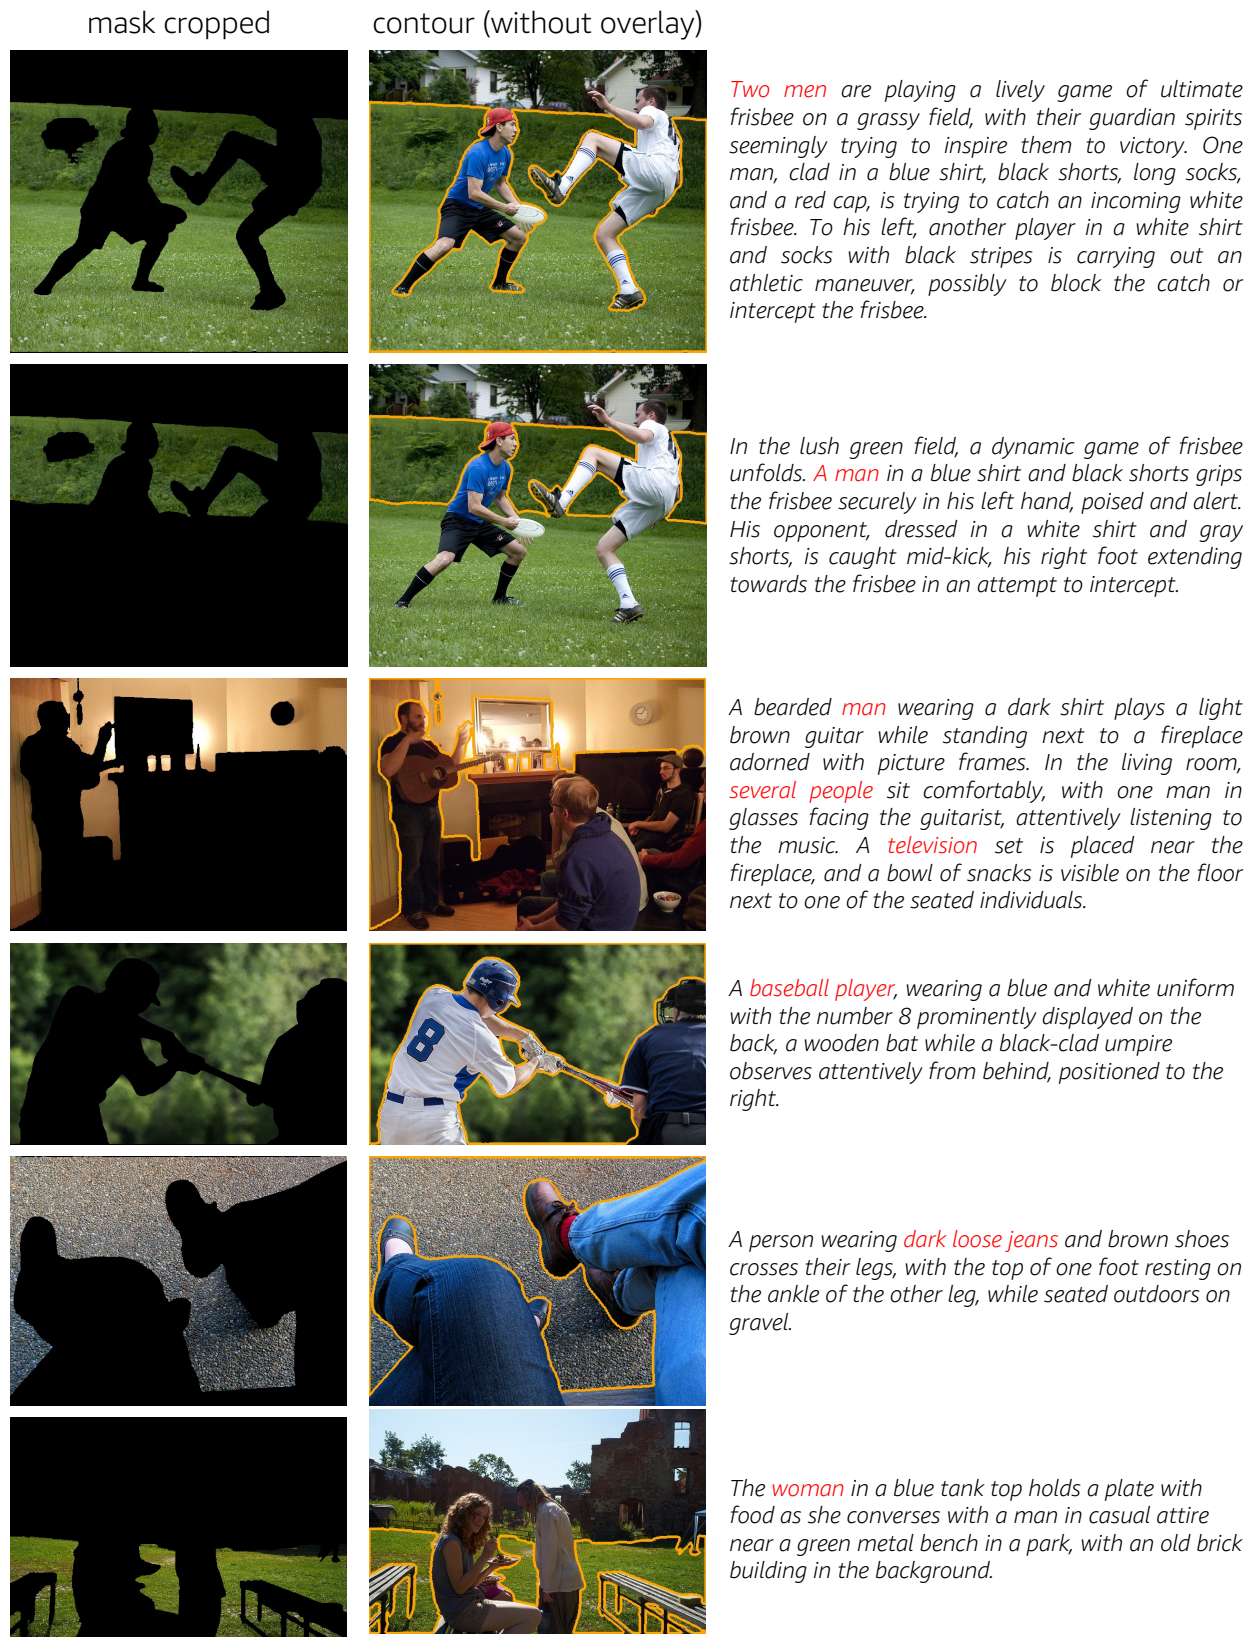 mask cropped
contour (without overlay)
Two men are playing a lively game of ultimate
frisbee on a grassy field, with their guardian spirits
seemingly trying to inspire them to victory. One
man, clad in a blue shirt, black shorts, long socks,
and a red cap, is trying to catch an incoming white
frisbee. To his left, another player in a white shirt
and socks with black stripes is carrying out an
athletic maneuver, possibly to block the catch or
intercept the frisbee.
In the lush green field, a dynamic game of frisbee
unfolds. A man in a blue shirt and black shorts grips
the frisbee securely in his left hand, poised and alert.
His opponent, dressed in a white shirt and gray
shorts, is caught mid-kick, his right foot extending
towards the frisbee in an attempt to intercept.
A bearded man wearing a dark shirt plays a light
brown guitar while standing next to a fireplace
adorned with picture frames. In the living room,
several people sit comfortably, with one man in
glasses facing the guitarist, attentively listening to
the music. A television set is placed near the
fireplace, and a bowl of snacks is visible on the floor
next to one of the seated individuals.
8
A baseball player, wearing a blue and white uniform
with the number 8 prominently displayed on the
back, a wooden bat while a black-clad umpire
observes attentively from behind, positioned to the
right.
A person wearing dark loose jeans and brown shoes
crosses their legs, with the top of one foot resting on
the ankle of the other leg, while seated outdoors on
gravel.
The woman in a blue tank top holds a plate with
food as she converses with a man in casual attire
near a green metal bench in a park, with an old brick
building in the background.